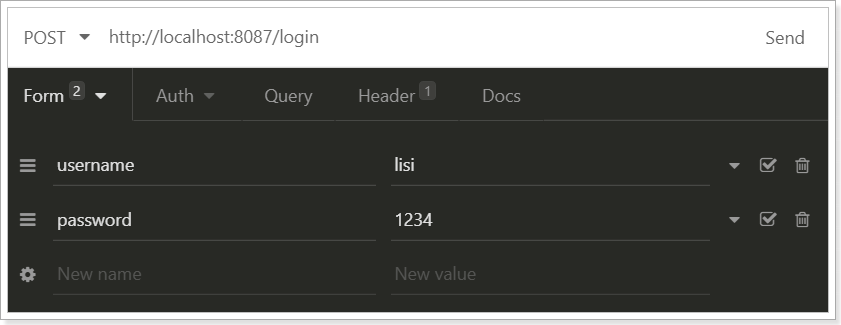 POST http://localhost:8087/login Send
Form 2 Auth Query Header 1 Docs
username lisi
password 1234
New name New value